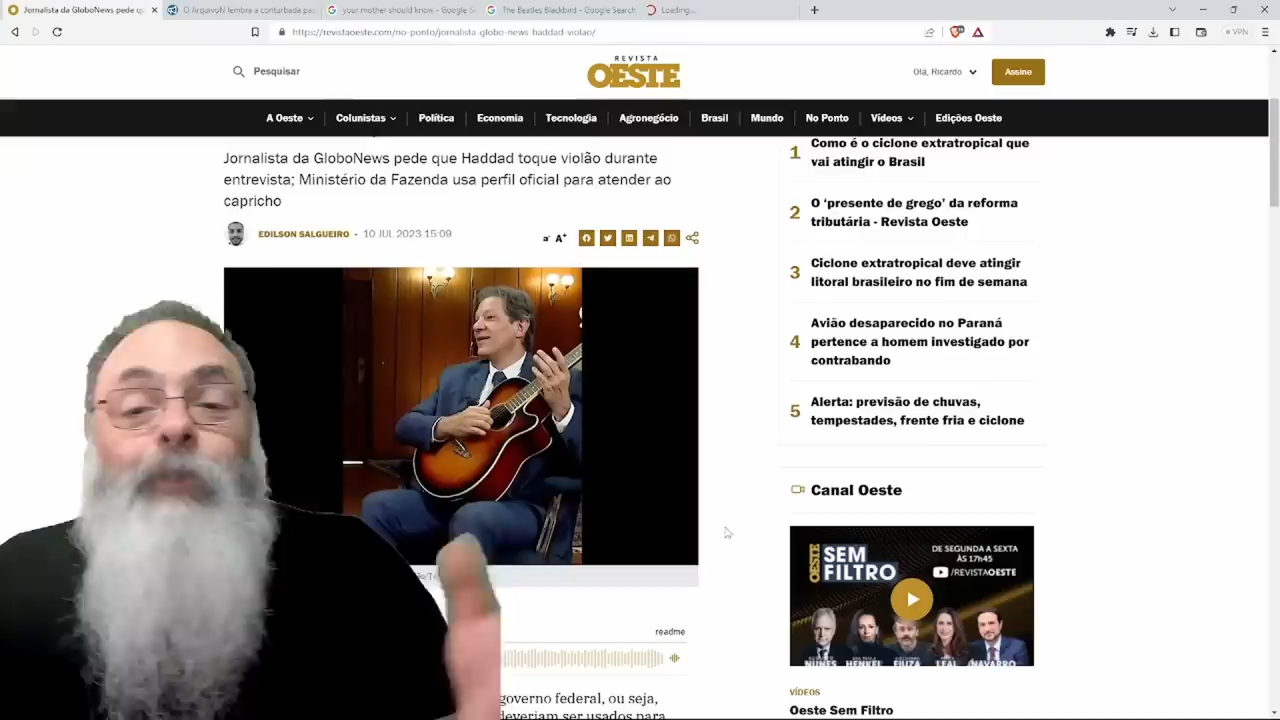 Jornalista da GloboNews pede qu
O ArquivoN lembra a conturbada pas
your mother should know - Google Se
The Beatles Blackbird - Google Search
Loading...
https://revistaoeste.com/no-ponto/jornalista-globo-news-haddad-violao/
VPN
Pesquisar
REVISTA
OESTE
Olá, Ricardo
Assine
A Oeste
Colunistas
Política
Economia
Tecnologia
Agronegócio
Brasil
Mundo
No Ponto
Vídeos
Edições Oeste
Jornalista da GloboNews pede que Haddad toque violão durante
entrevista; Ministério da Fazenda usa perfil oficial para atender ao
capricho
EDILSON SALGUEIRO - 10 JUL 2023 15:09
a- A+
readme
governo federal, ou seja,
deveriam ser usados para
1 Como é o ciclone extratropical que
vai atingir o Brasil
2 O ‘presente de grego’ da reforma
tributária - Revista Oeste
3 Ciclone extratropical deve atingir
litoral brasileiro no fim de semana
4 Avião desaparecido no Paraná
pertence a homem investigado por
contrabando
5 Alerta: previsão de chuvas,
tempestades, frente fria e ciclone
Canal Oeste
OESTE
SEM
FILTRO
DE SEGUNDA A SEXTA
ÀS 17h45
/REVISTAOESTE
NUNES
HENKEL
FIUZA
LEAL
NAVARRO
VÍDEOS
Oeste Sem Filtro